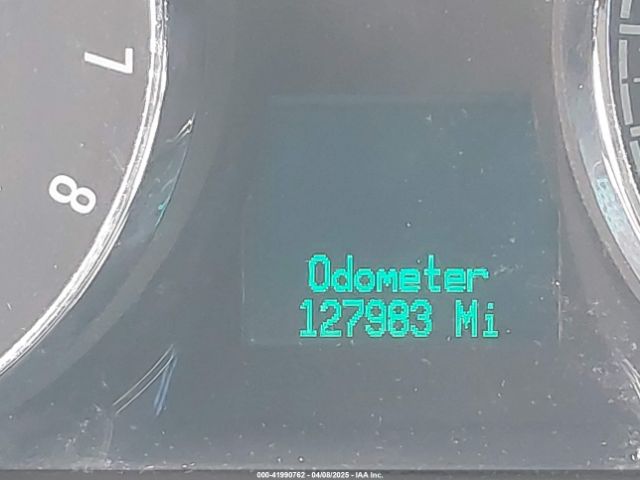 7
8
Odometer
127983 Mi
000-41990762 - 04/08/2025 - IAA Inc.